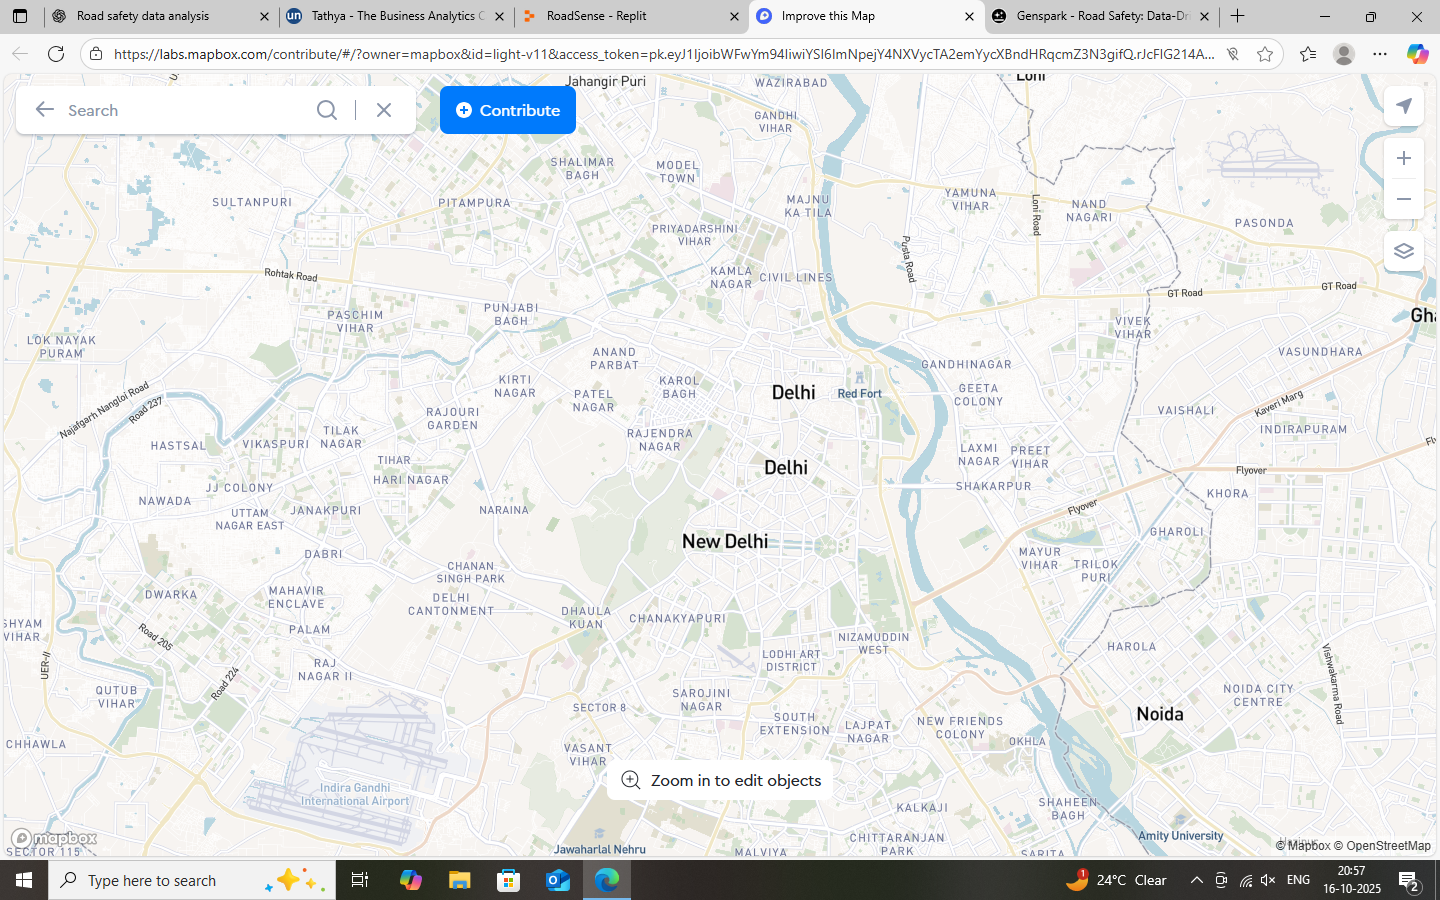 Road safety data analysis
Tathya - The Business Analytics C
RoadSense - Replit
Improve this Map
Genspark - Road Safety: Data-Dri
https://labs.mapbox.com/contribute/#/?owner=mapbox&id=light-v11&access_token=pk.eyJ1IjoibWFwYm94IiwiYSI6ImNpejY4NXVycTA2emYycXBndHRqcmZ3N3gifQ.rJcFIG214A...
Search
Contribute
Jahangir Puri
WAZIRABAD
Loni
GANDHI
VIHAR
SHALIMAR
BAGH
MODEL
TOWN
SULTANPURI
PITAMPURA
MAJNU
KA TILA
YAMUNA
VIHAR
Loni Road
NAND
NAGARI
PASONDA
PRIYADARSHINI
VIHAR
Pusta Road
Rohtak Road
KAMLA
NAGAR
CIVIL LINES
GT Road
GT Road
PASCHIM
VIHAR
PUNJABI
BAGH
VIVEK
VIHAR
Gha
LOK NAYAK
PURAM
ANAND
PARBAT
GANDHINAGAR
VASUNDHARA
KIRTI
NAGAR
PATEL
NAGAR
KAROL
BAGH
Delhi
Red Fort
GEETA
COLONY
Najafgarh Nangloi Road
Road 237
RAJOURI
GARDEN
VAISHALI
Kaveri Marg
INDIRAPURAM
HASTSAL
VIKASPURI
TILAK
NAGAR
RAJENDRA
NAGAR
LAXMI
NAGAR
PREET
VIHAR
Fly
TIHAR
Delhi
Flyover
HARI NAGAR
SHAKARPUR
JJ COLONY
NAWADA
UTTAM
NAGAR EAST
JANAKPURI
NARAINA
Flyover
KHORA
GHAROLI
New Delhi
DABRI
CHANAN
SINGH PARK
MAYUR
VIHAR
TRILOK
PURI
DWARKA
MAHAVIR
ENCLAVE
DELHI
CANTONMENT
DHAULA
KUAN
CHANAKYAPURI
SHYAM
VIHAR
Road 205
PALAM
NIZAMUDDIN
WEST
HAROLA
UER-II
RAJ
NAGAR II
Road 224
LODHI ART
DISTRICT
Vishwakarma Road
QUTUB
VIHAR
SAROJINI
NAGAR
NOIDA CITY
CENTRE
SECTOR 8
SOUTH
EXTENSION
LAJPAT
NAGAR
NEW FRIENDS
COLONY
Noida
CHHAWLA
VASANT
VIHAR
OKHLA
Zoom in to edit objects
Indira Gandhi
International Airport
KALKAJI
SHAHEEN
BAGH
mapbox
SECTOR 115
Jawaharlal Nehru
MALVIYA
CHITTARANJAN
PARK
SARITA
Amity University
© Mapbox © OpenStreetMap
Type here to search
1
24°C Clear
ENG
20:57
16-10-2025
2